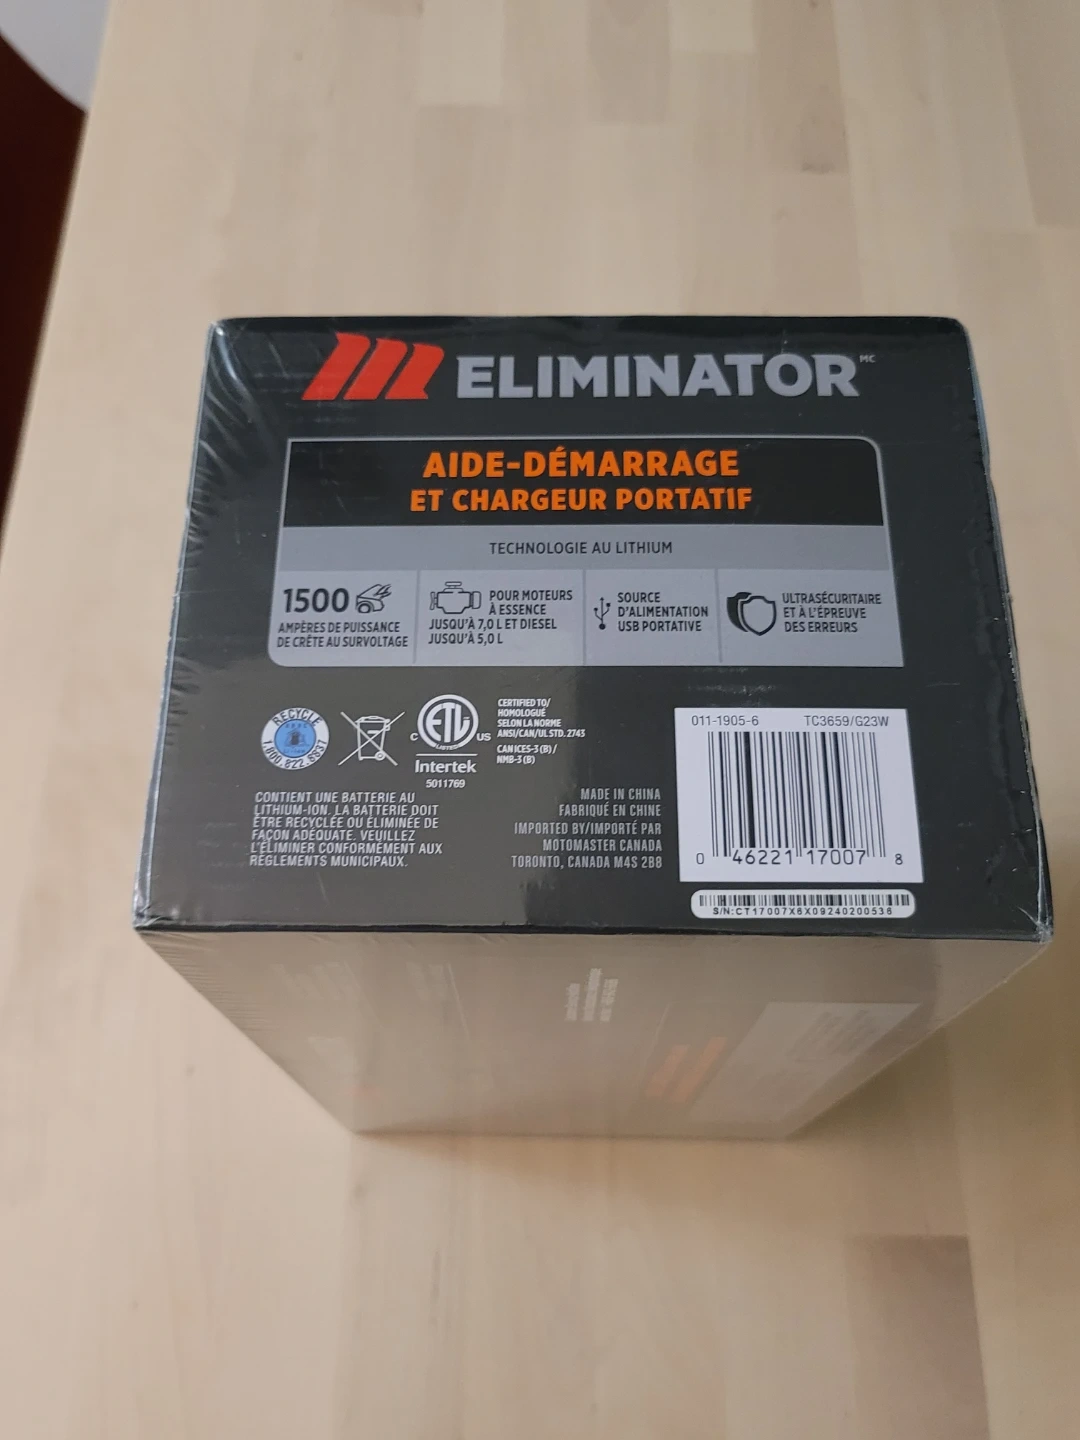 ELIMINATOR MC
AIDE-DÉMARRAGE
ET CHARGEUR PORTATIF
TECHNOLOGIE AU LITHIUM
1500
AMPÈRES DE PUISSANCE
DE CRÊTE AU SURVOLTAGE
POUR MOTEURS
À ESSENCE
JUSQU'À 7,0 L ET DIESEL
JUSQU'À 5,0 L
SOURCE
D'ALIMENTATION
USB PORTATIVE
ULTRASÉCURITAIRE
ET À L'ÉPREUVE
DES ERREURS
RECYCLE
1.800.822.8837
ETL
LISTED
C US
Intertek
5011769
CERTIFIED TO/
HOMOLOGUÉ
SELON LA NORME
ANSI/CAN/UL STD. 2743
CAN ICES-3 (B) /
NMB-3 (B)
CONTIENT UNE BATTERIE AU
LITHIUM-ION. LA BATTERIE DOIT
ÊTRE RECYCLÉE OU ÉLIMINÉE DE
FAÇON ADÉQUATE. VEUILLEZ
L'ÉLIMINER CONFORMÉMENT AUX
RÈGLEMENTS MUNICIPAUX.
MADE IN CHINA
FABRIQUÉ EN CHINE
IMPORTED BY/IMPORTÉ PAR
MOTOMASTER CANADA
TORONTO, CANADA M4S 2B8
011-1905-6 TC3659/G23W
0 46221 17007 8
S/N:CT17007X6X09240200536